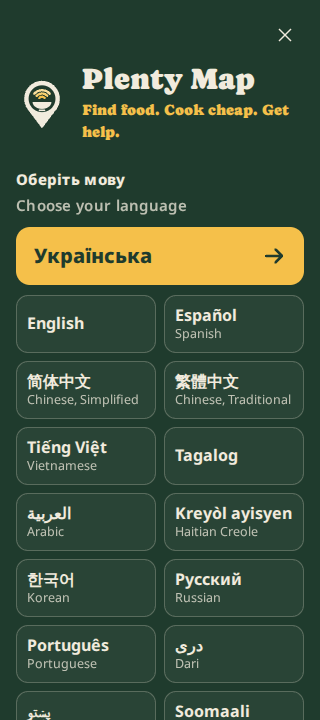 Plenty Map
Find food. Cook cheap. Get
help.
Оберіть мову
Choose your language
Українська
English
Español
Spanish
简体中文
Chinese, Simplified
繁體中文
Chinese, Traditional
Tiếng Việt
Vietnamese
Tagalog
العربية
Arabic
Kreyòl ayisyen
Haitian Creole
한국어
Korean
Русский
Russian
Português
Portuguese
دری
Dari
پښتو
Soomaali